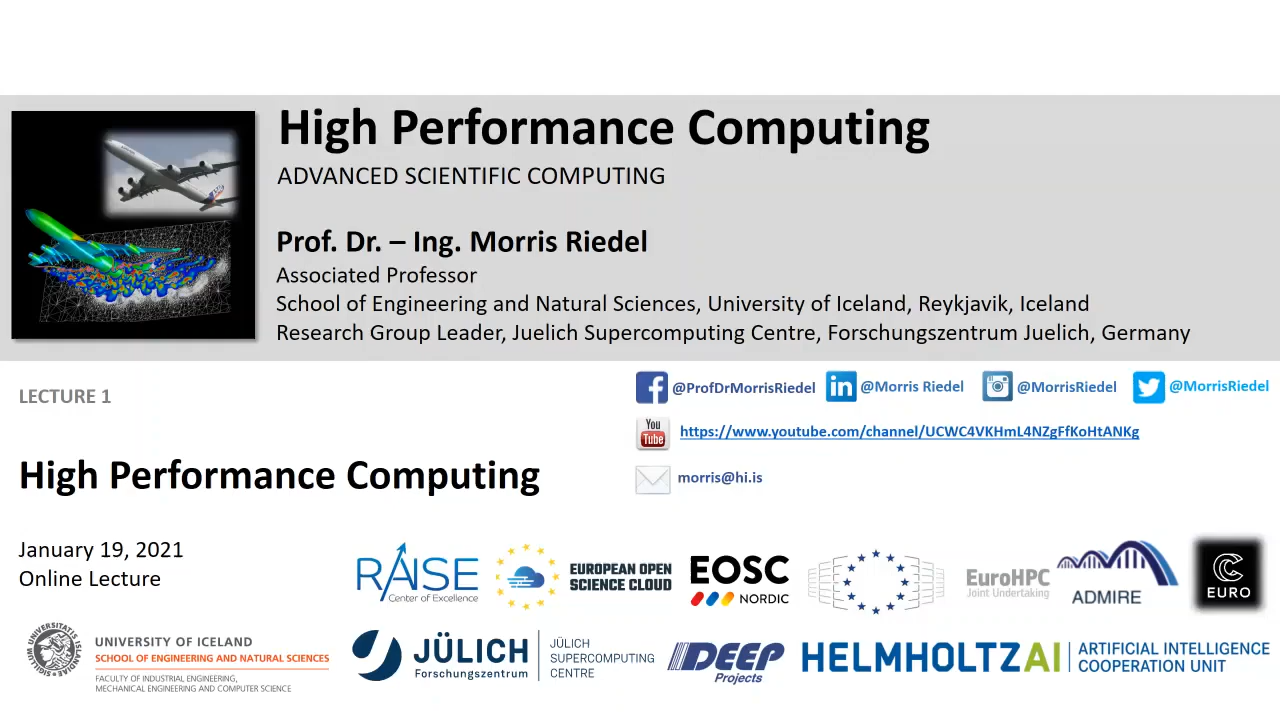 High Performance Computing
ADVANCED SCIENTIFIC COMPUTING
Prof. Dr. – Ing. Morris Riedel
Associated Professor
School of Engineering and Natural Sciences, University of Iceland, Reykjavik, Iceland
Research Group Leader, Juelich Supercomputing Centre, Forschungszentrum Juelich, Germany
LECTURE 1
@ProfDrMorrisRiedel
@Morris Riedel
@MorrisRiedel
@MorrisRiedel
You
Tube
https://www.youtube.com/channel/UCWC4VKHmL4NZgFfKoHtANKg
morris@hi.is
High Performance Computing
January 19, 2021
Online Lecture
RAISE
Center of Excellence
EUROPEAN OPEN
SCIENCE CLOUD
EOSC
NORDIC
EuroHPC
Joint Undertaking
ADMIRE
EURO
UNIVERSITY OF ICELAND
SCHOOL OF ENGINEERING AND NATURAL SCIENCES
FACULTY OF INDUSTRIAL ENGINEERING,
MECHANICAL ENGINEERING AND COMPUTER SCIENCE
JÜLICH
Forschungszentrum
JÜLICH
SUPERCOMPUTING
CENTRE
DEEP
Projects
HELMHOLTZAI
ARTIFICIAL INTELLIGENCE
COOPERATION UNIT